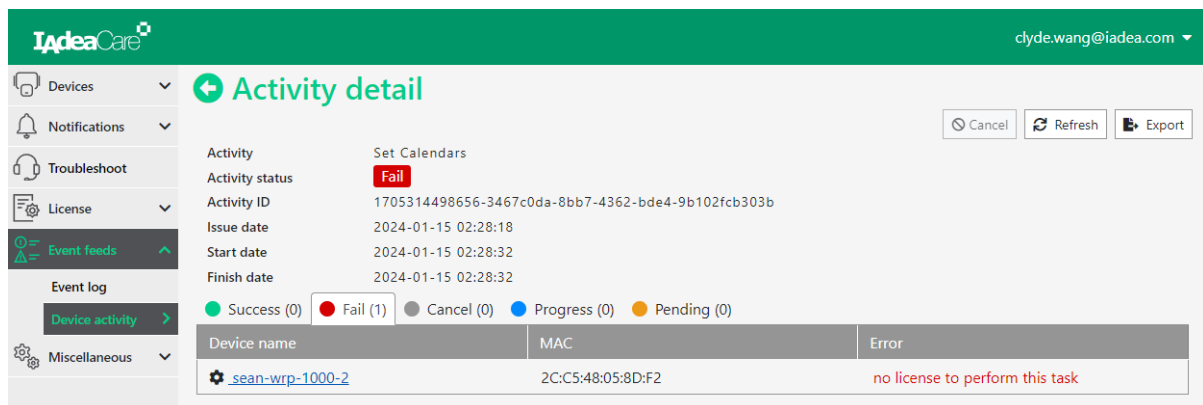 IAdeaCare
clyde.wang@iadea.com
Devices
Notifications
Troubleshoot
License
Event feeds
Event log
Device activity
Miscellaneous
Activity detail
Cancel Refresh Export
Activity Set Calendars
Activity status Fail
Activity ID 1705314498656-3467c0da-8bb7-4362-bde4-9b102fcb303b
Issue date 2024-01-15 02:28:18
Start date 2024-01-15 02:28:32
Finish date 2024-01-15 02:28:32
Success (0) Fail (1) Cancel (0) Progress (0) Pending (0)
Device name MAC Error
sean-wrp-1000-2 2C:C5:48:05:8D:F2 no license to perform this task